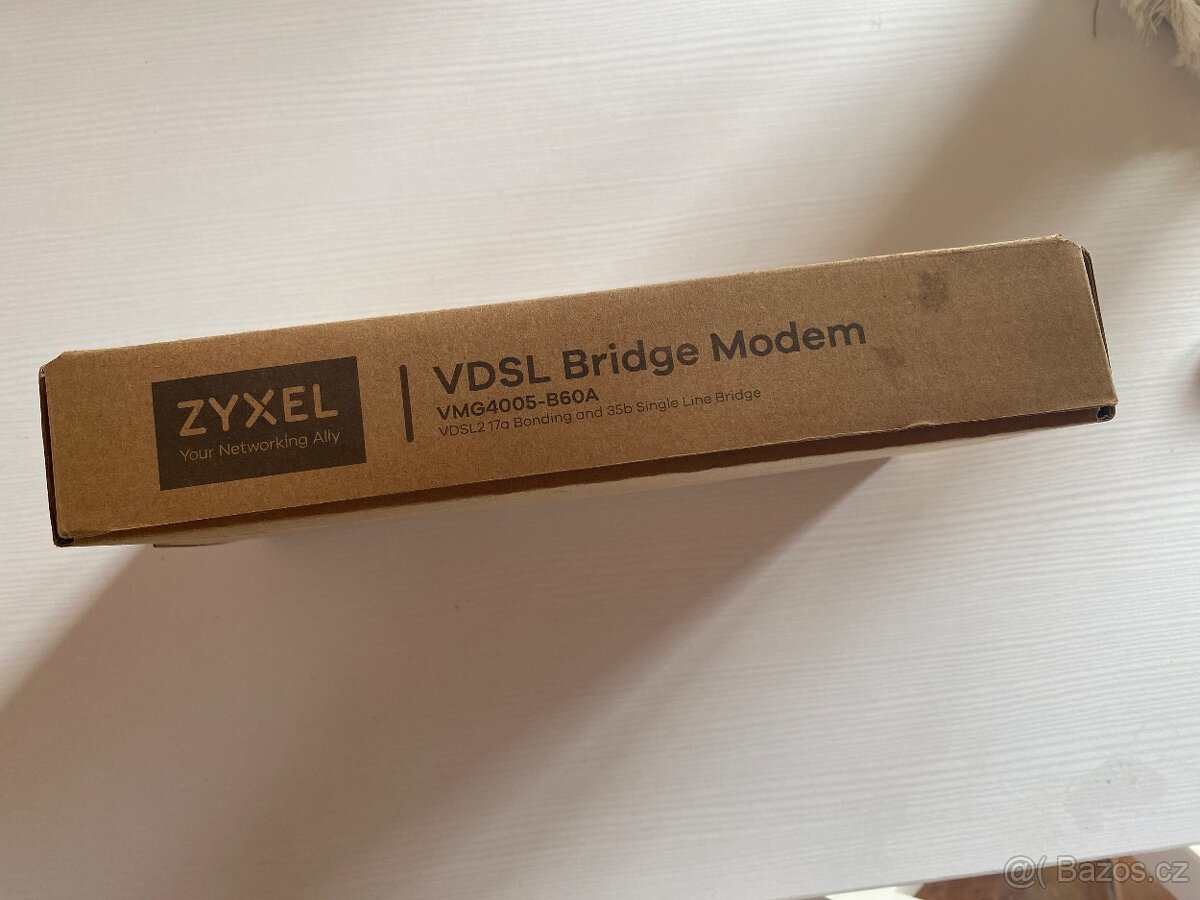 ZYXEL
Your Networking Ally
VDSL Bridge Modem
VMG4005-B60A
VDSL2 17a Bonding and 35b Single Line Bridge
@( Bazos.cz